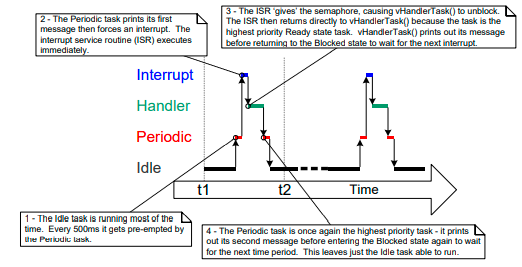 2 - The Periodic task prints its first
message then forces an interrupt. The
interrupt service routine (ISR) executes
immediately.
3 - The ISR 'gives' the semaphore, causing vHandlerTask() to unblock.
The ISR then returns directly to vHandlerTask() because the task is the
highest priority Ready state task. vHandlerTask() prints out its message
before returning to the Blocked state to wait for the next interrupt.
Interrupt
Handler
Periodic
Idle
t1
t2
Time
1 - The Idle task is running most of the
time. Every 500ms it gets pre-empted by
the Periodic task.
4 - The Periodic task is once again the highest priority task - it prints
out its second message before entering the Blocked state again to wait
for the next time period. This leaves just the Idle task able to run.